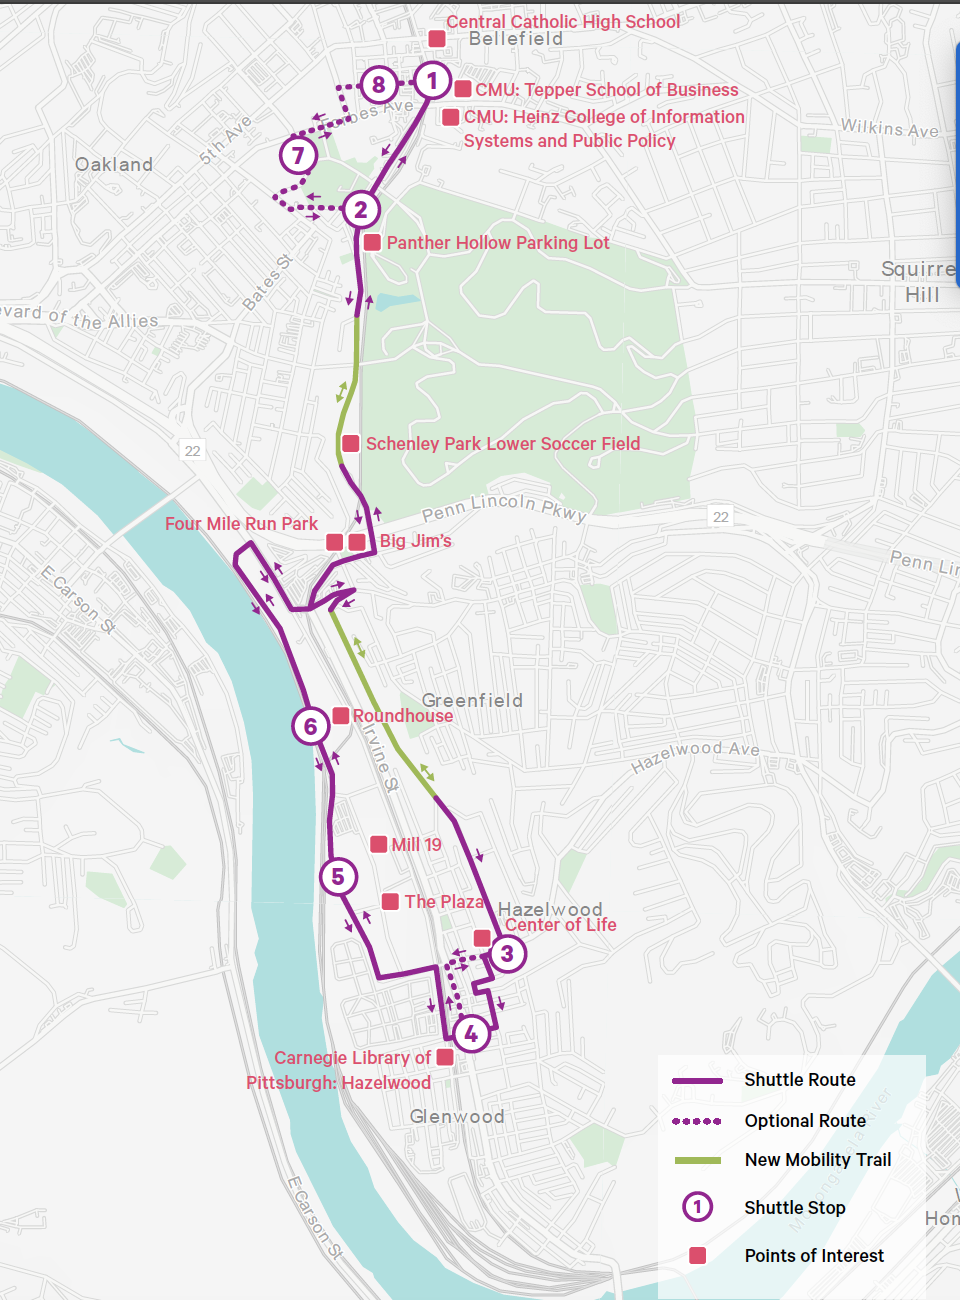 Central Catholic High School
Bellefield
8
1
CMU: Tepper School of Business
CMU: Heinz College of Information
Systems and Public Policy
Forbes Ave
5th Ave
Wilkins Ave
Oakland
7
2
Panther Hollow Parking Lot
Bates St
Squirre
Hill
evard of the Allies
Schenley Park Lower Soccer Field
22
Penn Lincoln Pkwy
22
Four Mile Run Park
Big Jim's
Penn Lin
E Carson St
Greenfield
6
Roundhouse
Irvine St
Hazelwood Ave
Mill 19
5
The Plaza
Hazelwood
Center of Life
3
4
Carnegie Library of
Pittsburgh: Hazelwood
Glenwood
E Carson St
Shuttle Route
Optional Route
New Mobility Trail
1
Shuttle Stop
Points of Interest
Hon